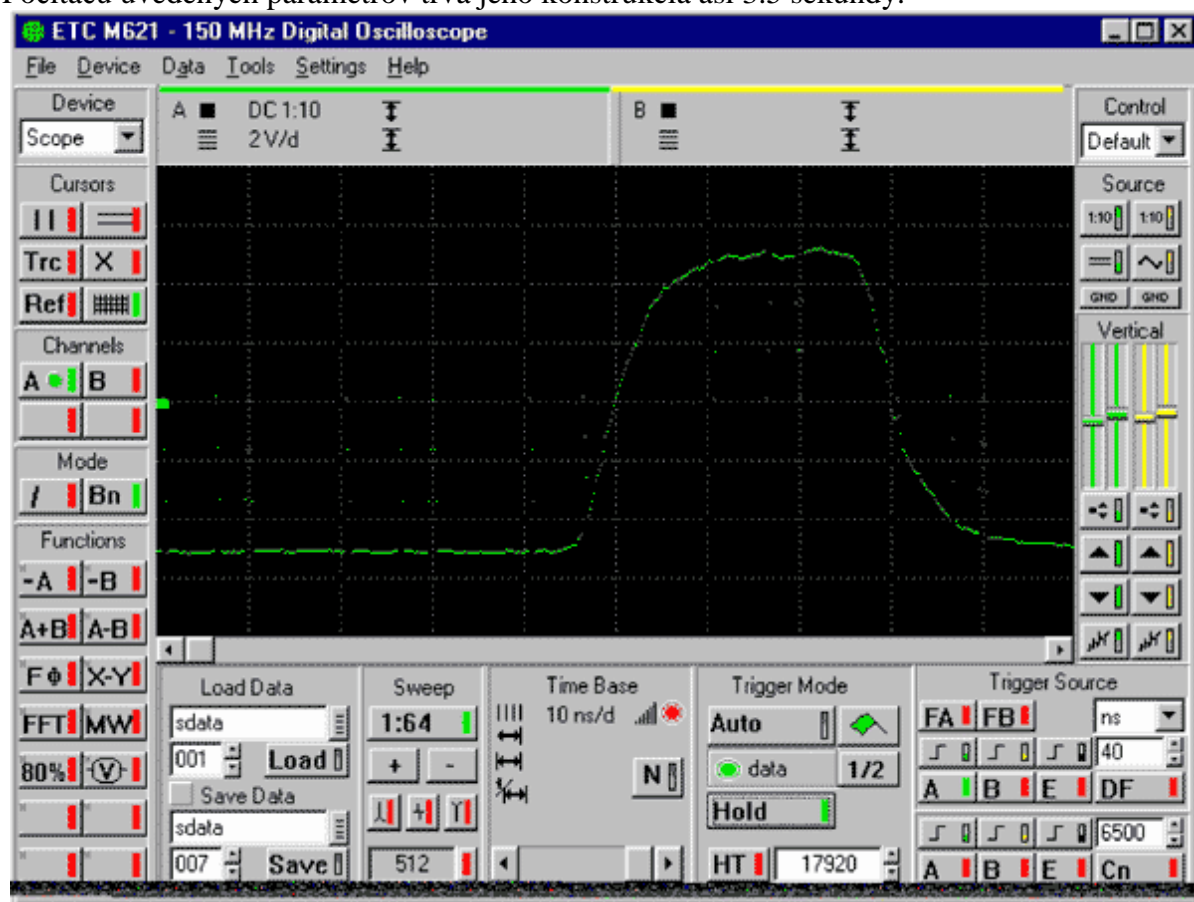 Počítaču uvedených parametrov trvá jeho konštrukcia asi 3.5 sekundy.
ETC M621 - 150 MHz Digital Oscilloscope
File Device Data Tools Settings Help
Device
Scope
A DC 1:10
2 V/d
B
Control
Default
Cursors
Trc X
Ref
Channels
A B
Mode
/ Bn
Functions
-A -B
A+B A-B
F Φ X-Y
FFT MW
80% V
Source
1:10 1:10
GND GND
Vertical
Load Data
sdata
001 Load
Save Data
sdata
007 Save
Sweep
1:64
+ -
512
Time Base
10 ns/d
N
Trigger Mode
Auto
data 1/2
Hold
HT 17920
Trigger Source
FA FB ns
40
A B E DF
6500
A B E Cn